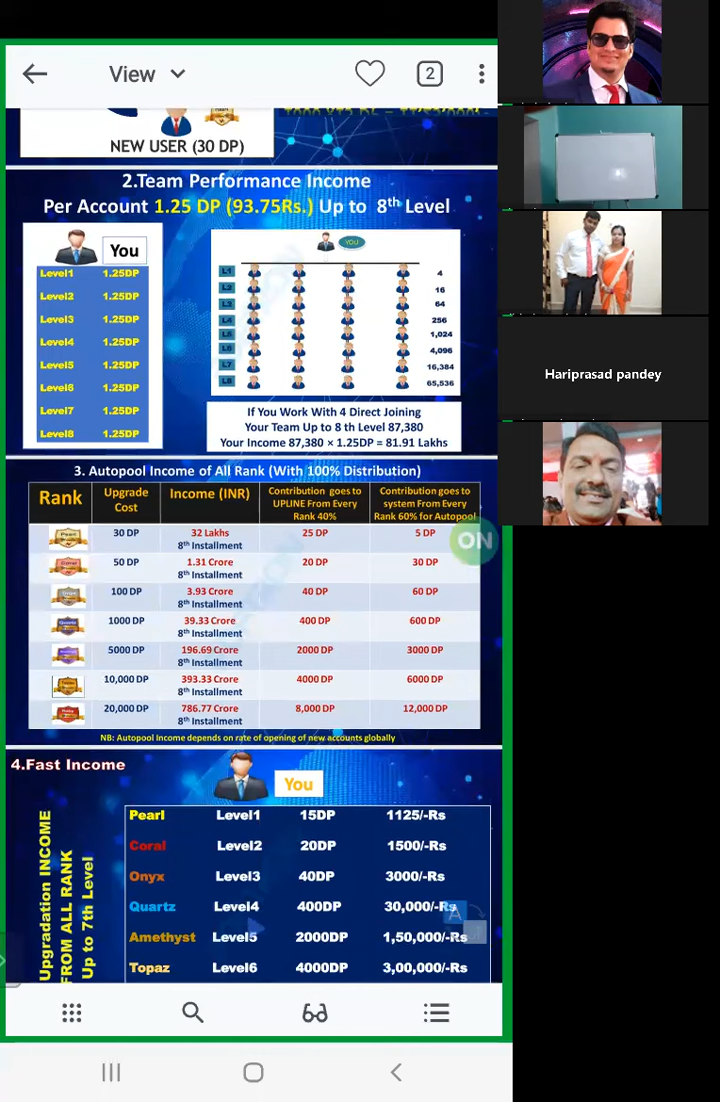 View
2
NEW USER (30 DP)
2.Team Performance Income
Per Account 1.25 DP (93.75Rs.) Up to 8th Level
You
Level1 1.25DP
Level2 1.25DP
Level3 1.25DP
Level4 1.25DP
Level5 1.25DP
Level6 1.25DP
Level7 1.25DP
Level8 1.25DP
YOU
L1 4
L2 16
L3 64
L4 256
L5 1,024
L6 4,096
L7 16,384
L8 65,536
If You Work With 4 Direct Joining
Your Team Up to 8 th Level 87,380
Your Income 87,380 × 1.25DP = 81.91 Lakhs
3. Autopool Income of All Rank (With 100% Distribution)
Rank Upgrade Cost Income (INR) Contribution goes to UPLINE From Every Rank 40% Contribution goes to system From Every Rank 60% for Autopool
Pearl 30 DP 32 Lakhs 8th Installment 25 DP 5 DP
Coral 50 DP 1.31 Crore 8th Installment 20 DP 30 DP
100 DP 3.93 Crore 8th Installment 40 DP 60 DP
Quartz 1000 DP 39.33 Crore 8th Installment 400 DP 600 DP
5000 DP 196.69 Crore 8th Installment 2000 DP 3000 DP
10,000 DP 393.33 Crore 8th Installment 4000 DP 6000 DP
20,000 DP 786.77 Crore 8th Installment 8,000 DP 12,000 DP
NB: Autopool Income depends on rate of opening of new accounts globally
ON
4.Fast Income
You
Upgradation INCOME
FROM ALL RANK
Up to 7th Level
Pearl Level1 15DP 1125/-Rs
Coral Level2 20DP 1500/-Rs
Onyx Level3 40DP 3000/-Rs
Quartz Level4 400DP 30,000/-Rs
Amethyst Level5 2000DP 1,50,000/-Rs
Topaz Level6 4000DP 3,00,000/-Rs
A
Hariprasad pandey